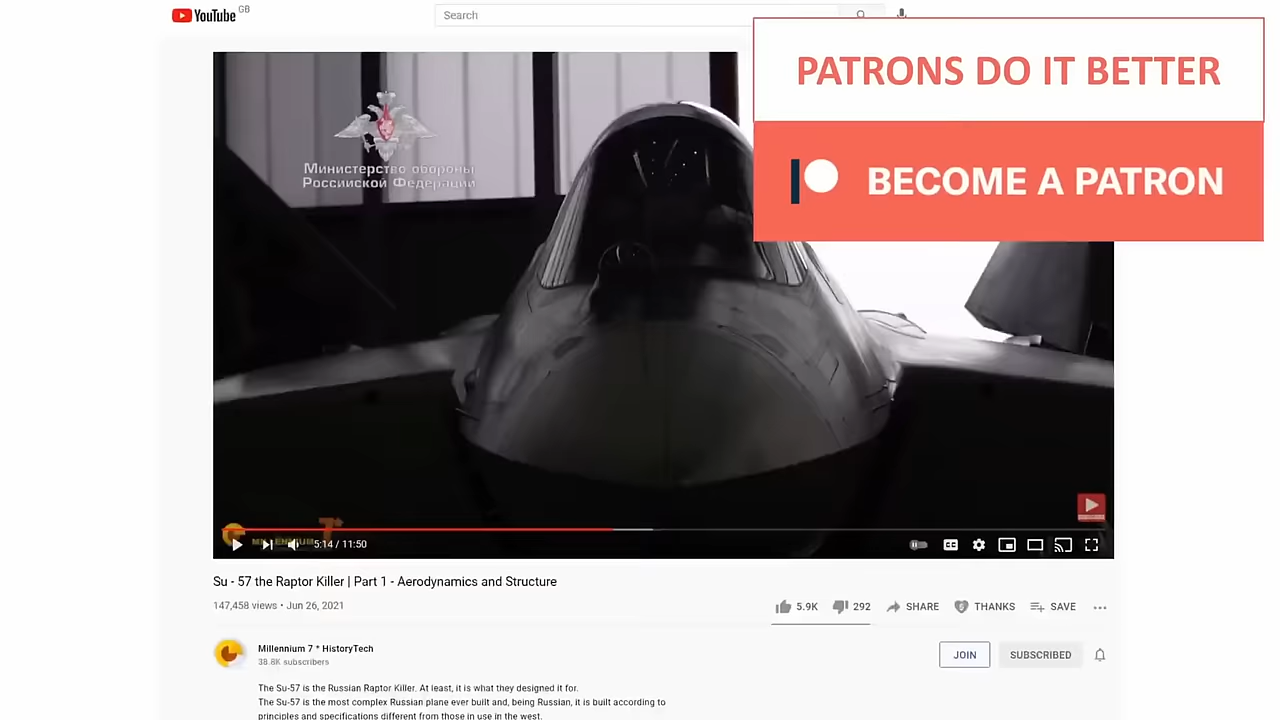 YouTube GB
Search
PATRONS DO IT BETTER
BECOME A PATRON
Министерство обороны
Российской Федерации
5:14 / 11:50
CC
Su - 57 the Raptor Killer | Part 1 - Aerodynamics and Structure
147,458 views • Jun 26, 2021
5.9K 292 SHARE THANKS SAVE
Millennium 7 * HistoryTech
38.8K subscribers
JOIN SUBSCRIBED
The Su-57 is the Russian Raptor Killer. At least, it is what they designed it for.
The Su-57 is the most complex Russian plane ever built and, being Russian, it is built according to
principles and specifications different from those in use in the west.